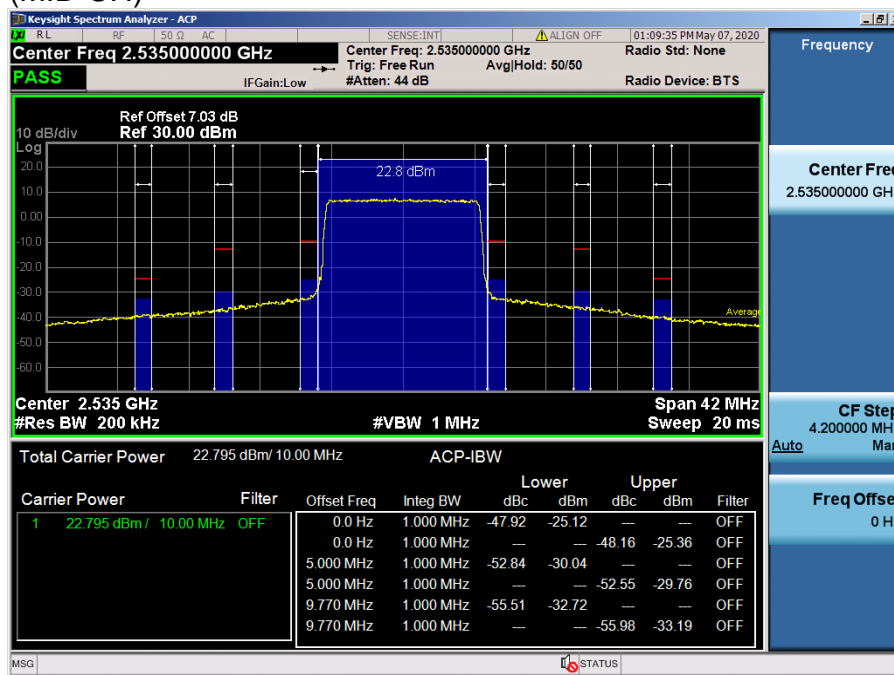 (MID CH)
Keysight Spectrum Analyzer - ACP
LXI RL RF 50 Ω AC SENSE:INT ALIGN OFF 01:09:35 PM May 07, 2020
Center Freq 2.535000000 GHz
Center Freq: 2.535000000 GHz
Radio Std: None
Trig: Free Run Avg|Hold: 50/50
PASS
IFGain:Low
#Atten: 44 dB
Radio Device: BTS
Ref Offset 7.03 dB
10 dB/div Ref 30.00 dBm
Log
20.0
22.8 dBm
10.0
0.00
-10.0
-20.0
-30.0
-40.0
Average
-50.0
-60.0
Center 2.535 GHz
Span 42 MHz
#Res BW 200 kHz
#VBW 1 MHz
Sweep 20 ms
Total Carrier Power 22.795 dBm/ 10.00 MHz ACP-IBW
Lower Upper
Carrier Power Filter Offset Freq Integ BW dBc dBm dBc dBm Filter
1 22.795 dBm / 10.00 MHz OFF
0.0 Hz 1.000 MHz -47.92 -25.12 --- --- OFF
0.0 Hz 1.000 MHz --- --- -48.16 -25.36 OFF
5.000 MHz 1.000 MHz -52.84 -30.04 --- --- OFF
5.000 MHz 1.000 MHz --- --- -52.55 -29.76 OFF
9.770 MHz 1.000 MHz -55.51 -32.72 --- --- OFF
9.770 MHz 1.000 MHz --- --- -55.98 -33.19 OFF
MSG STATUS
Frequency
Center Fre
2.535000000 GH
CF Step
4.200000 MH
Auto Ma
Freq Offse
0 H